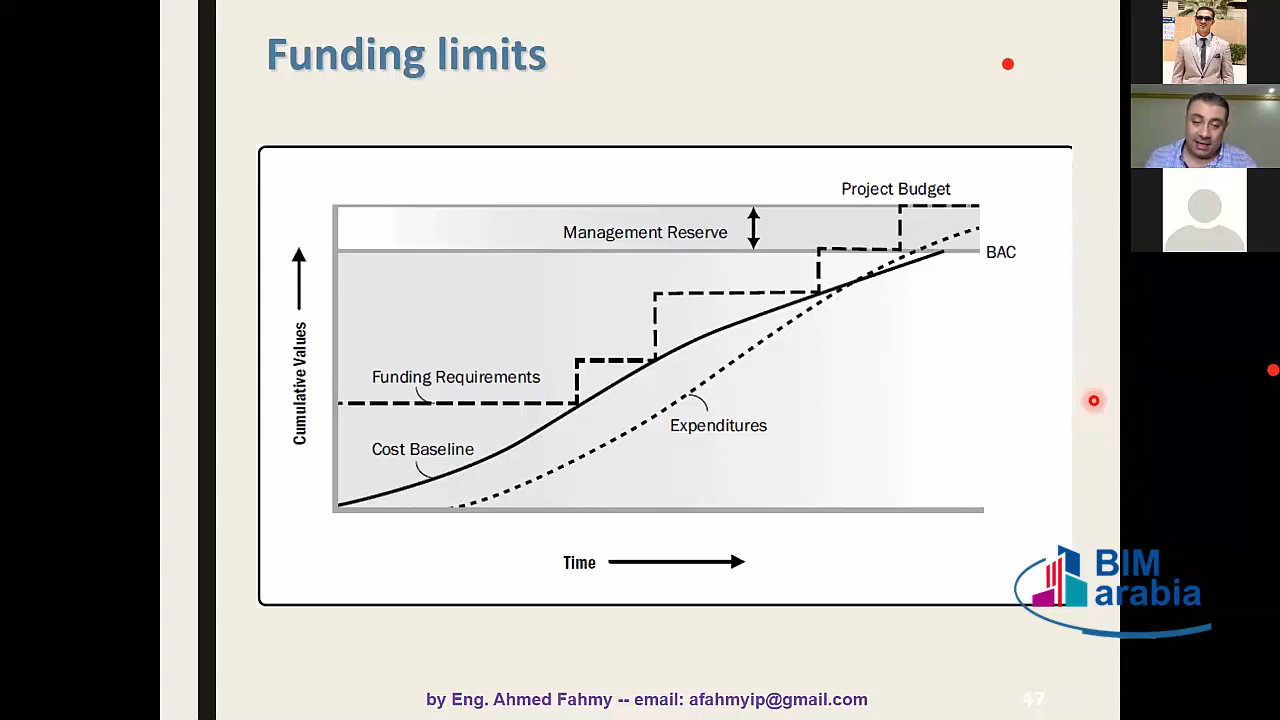 Funding limits
Project Budget
Management Reserve
BAC
Cumulative Values
Funding Requirements
Expenditures
Cost Baseline
Time
BIM
arabia
by Eng. Ahmed Fahmy -- email: afahmyip@gmail.com
47